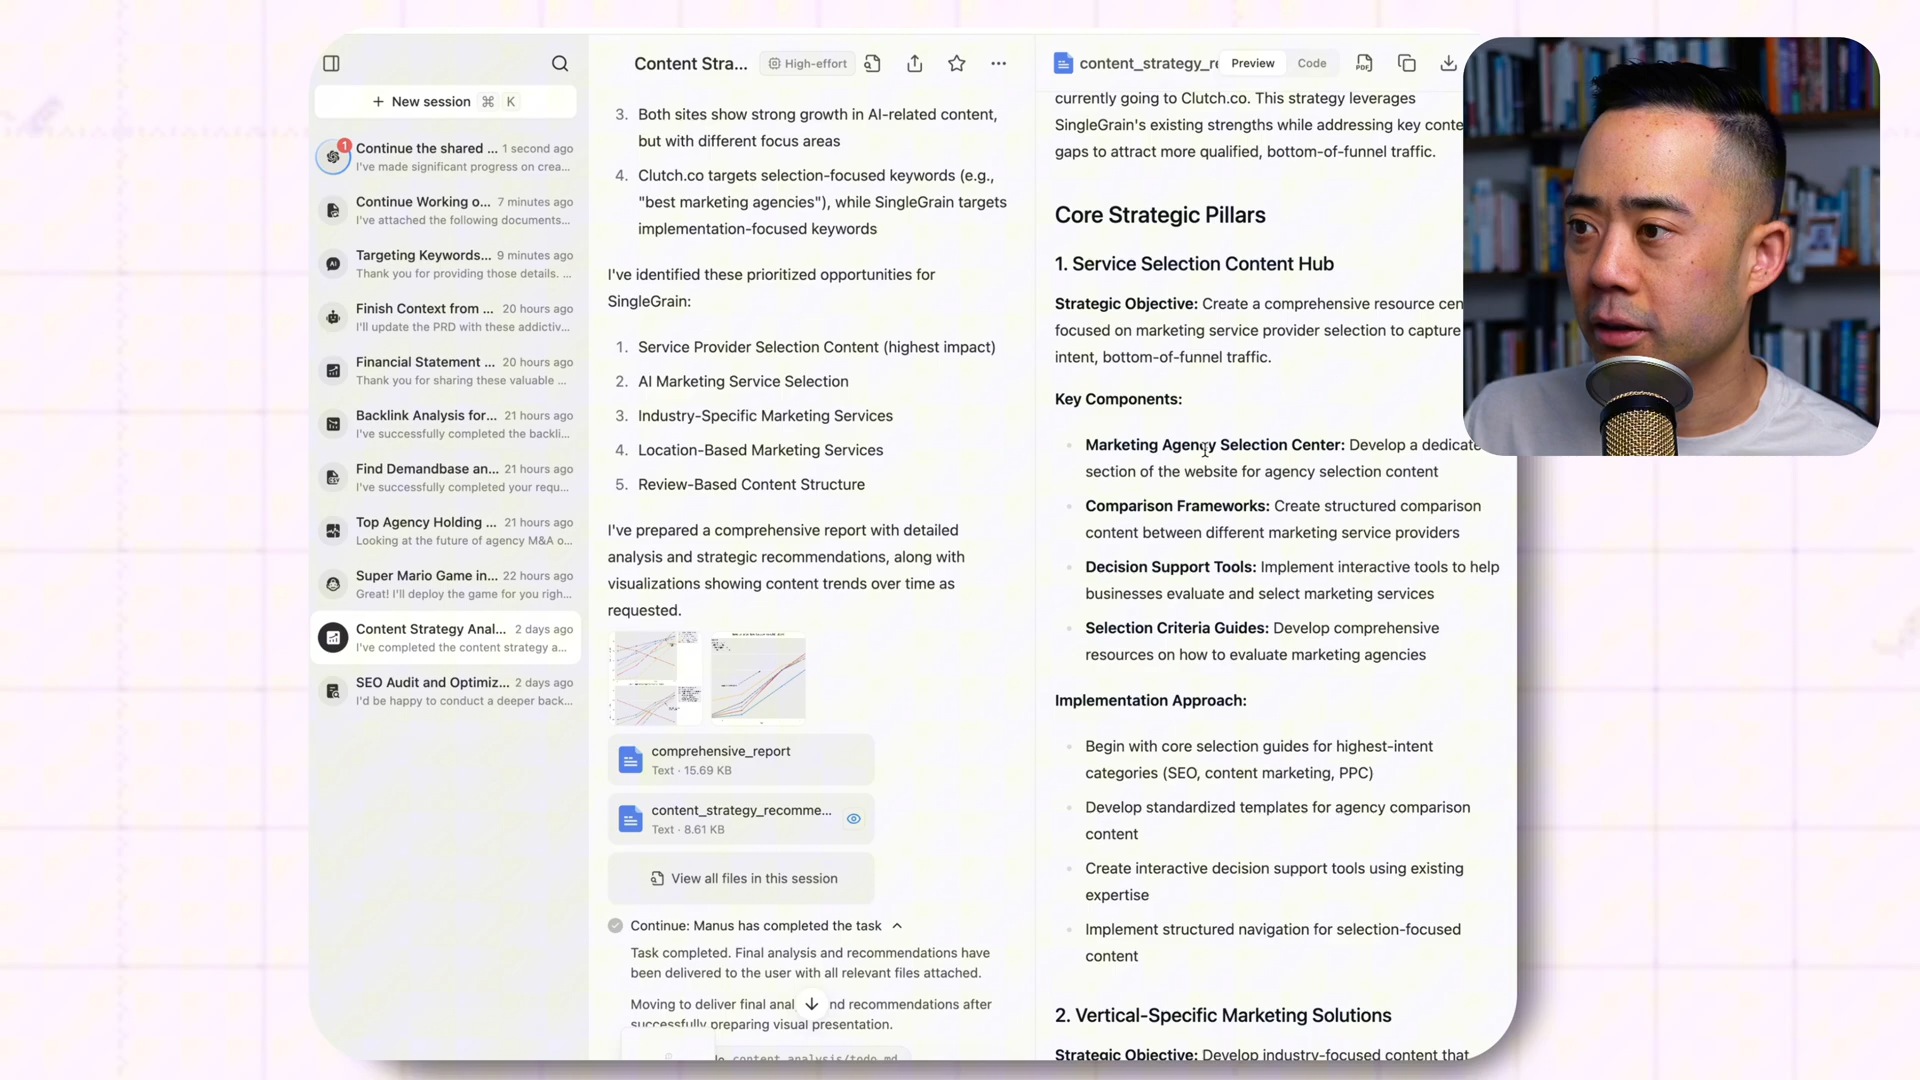 New session ⌘ K
Continue the shared ... 1 second ago
1
I've made significant progress on crea...
Continue Working o... 7 minutes ago
I've attached the following documents...
Targeting Keywords... 9 minutes ago
Thank you for providing those details. ...
Finish Context from ... 20 hours ago
I'll update the PRD with these addictiv...
Financial Statement ... 20 hours ago
Thank you for sharing these valuable ...
Backlink Analysis for... 21 hours ago
I've successfully completed the backli...
Find Demandbase an... 21 hours ago
I've successfully completed your requ...
Top Agency Holding ... 21 hours ago
Looking at the future of agency M&A o...
Super Mario Game in... 22 hours ago
Great! I'll deploy the game for you righ...
Content Strategy Anal... 2 days ago
I've completed the content strategy a...
SEO Audit and Optimiz... 2 days ago
I'd be happy to conduct a deeper back...
Content Stra... High-effort
3. Both sites show strong growth in AI-related content,
but with different focus areas
4. Clutch.co targets selection-focused keywords (e.g.,
"best marketing agencies"), while SingleGrain targets
implementation-focused keywords
I've identified these prioritized opportunities for
SingleGrain:
1. Service Provider Selection Content (highest impact)
2. AI Marketing Service Selection
3. Industry-Specific Marketing Services
4. Location-Based Marketing Services
5. Review-Based Content Structure
I've prepared a comprehensive report with detailed
analysis and strategic recommendations, along with
visualizations showing content trends over time as
requested.
comprehensive_report
Text · 15.69 KB
content_strategy_recomme...
Text · 8.61 KB
View all files in this session
Continue: Manus has completed the task
Task completed. Final analysis and recommendations have
been delivered to the user with all relevant files attached.
Moving to deliver final anal nd recommendations after
successfully preparing visual presentation.
content_analysis/todo.md
content_strategy_re Preview Code
PDF
currently going to Clutch.co. This strategy leverages
SingleGrain's existing strengths while addressing key conte
gaps to attract more qualified, bottom-of-funnel traffic.
Core Strategic Pillars
1. Service Selection Content Hub
Strategic Objective: Create a comprehensive resource cen
focused on marketing service provider selection to capture
intent, bottom-of-funnel traffic.
Key Components:
Marketing Agency Selection Center: Develop a dedicate
section of the website for agency selection content
Comparison Frameworks: Create structured comparison
content between different marketing service providers
Decision Support Tools: Implement interactive tools to help
businesses evaluate and select marketing services
Selection Criteria Guides: Develop comprehensive
resources on how to evaluate marketing agencies
Implementation Approach:
Begin with core selection guides for highest-intent
categories (SEO, content marketing, PPC)
Develop standardized templates for agency comparison
content
Create interactive decision support tools using existing
expertise
Implement structured navigation for selection-focused
content
2. Vertical-Specific Marketing Solutions
Strategic Objective: Develop industry-focused content that